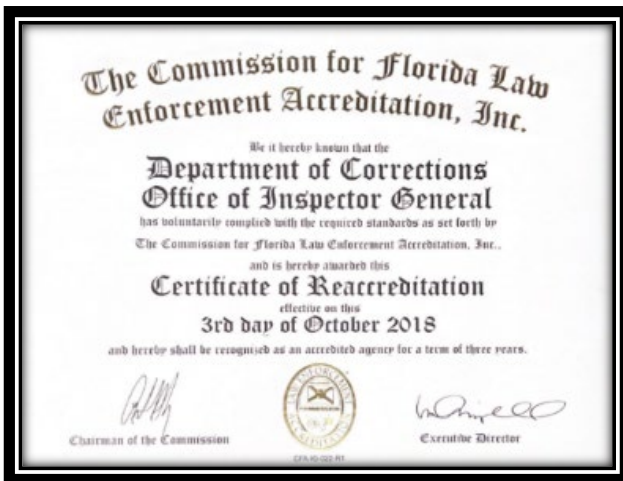 The Commission for Florida Law
Enforcement Accreditation, Inc.
Be it hereby known that the
Department of Corrections
Office of Inspector General
has voluntarily complied with the required standards as set forth by
The Commission for Florida Law Enforcement Accreditation, Inc.,
and is hereby awarded this
Certificate of Reaccreditation
effective on this
3rd day of October 2018
and hereby shall be recognized as an accredited agency for a term of three years.
LAW ENFORCEMENT
ACCREDITATION
Chairman of the Commission
Executive Director